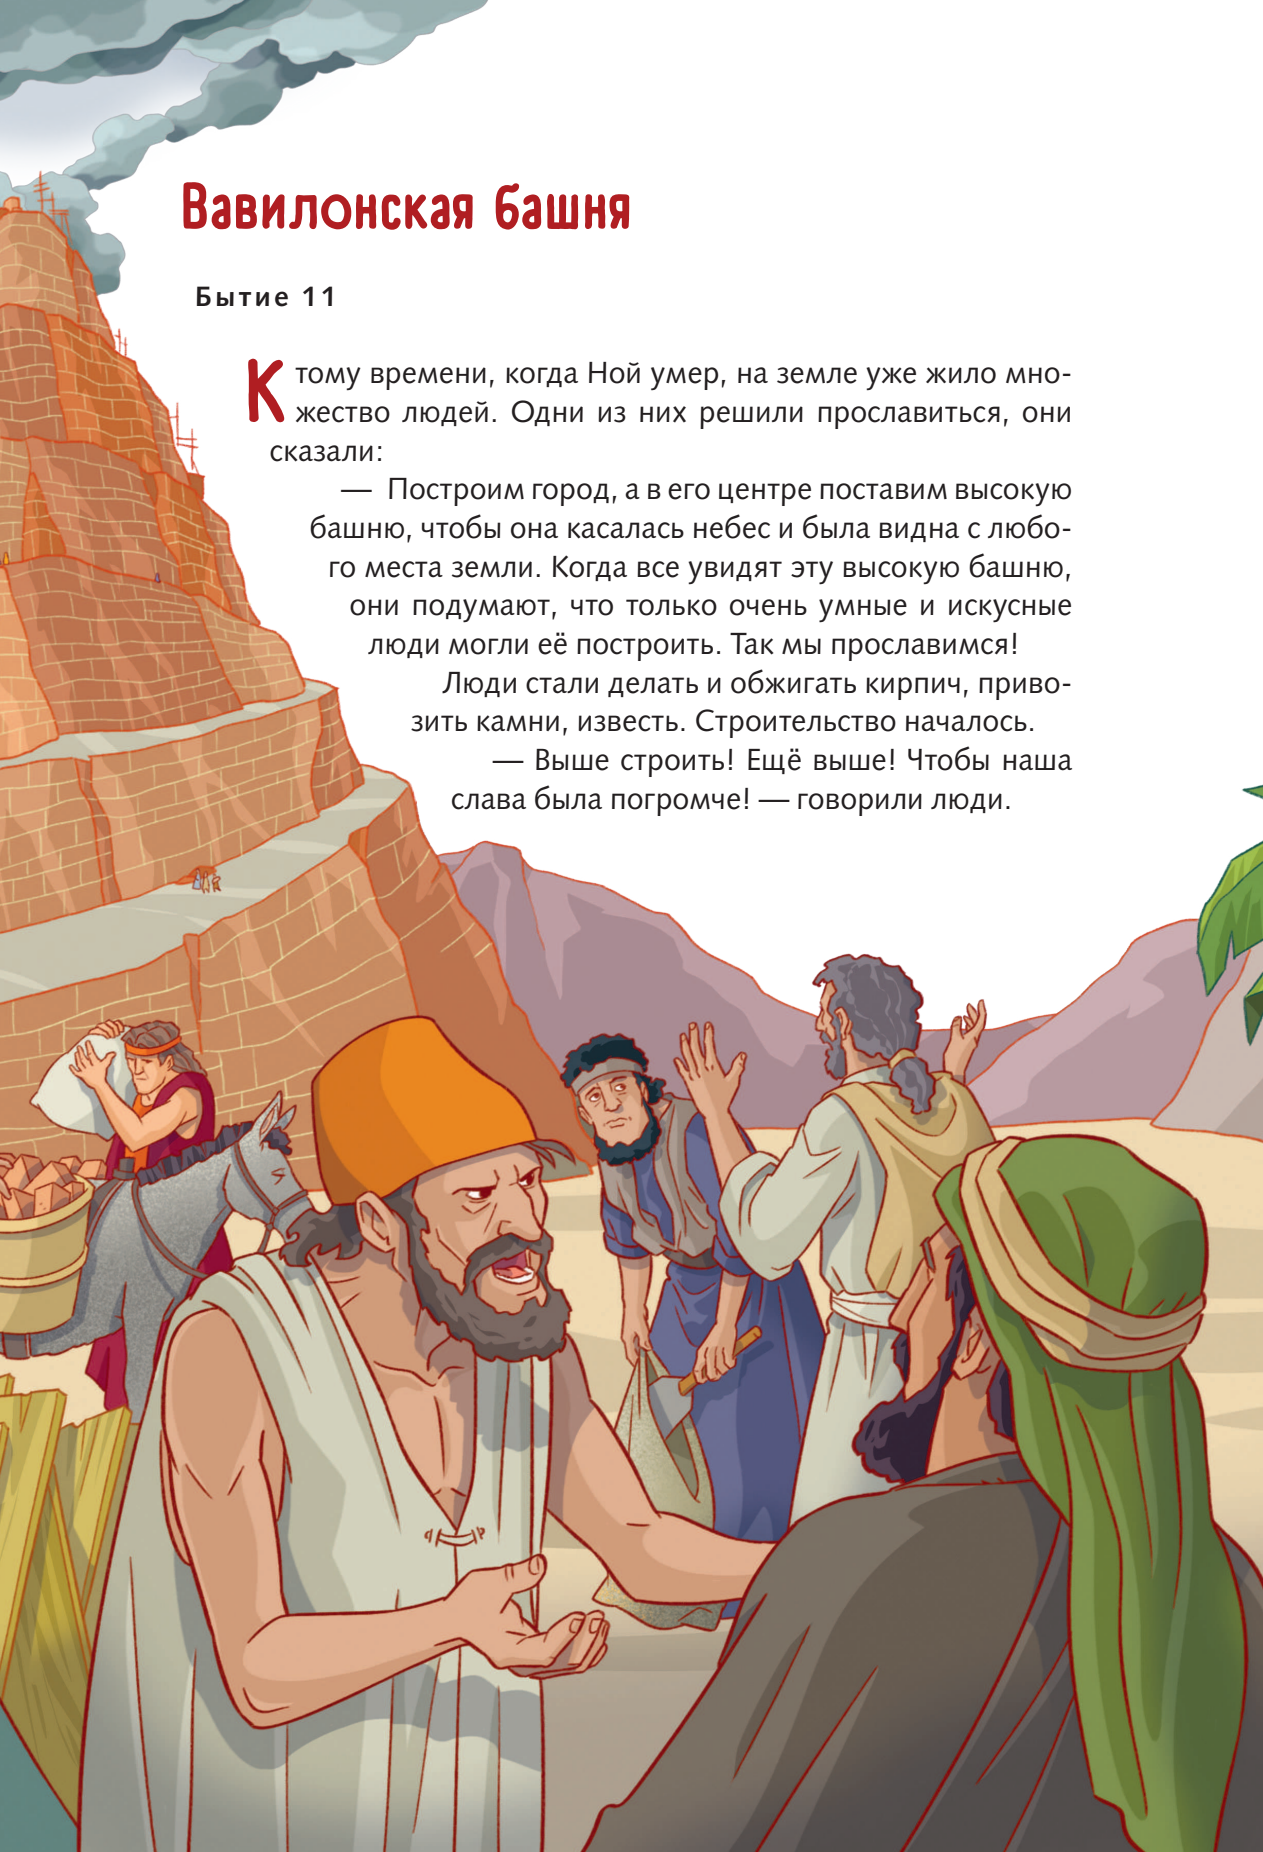 Вавилонская башня
Бытие 11
К тому времени, когда Ной умер, на земле уже жило мно-
жество людей. Одни из них решили прославиться, они
сказали:
— Построим город, а в его центре поставим высокую
башню, чтобы она касалась небес и была видна с любо-
го места земли. Когда все увидят эту высокую башню,
они подумают, что только очень умные и искусные
люди могли её построить. Так мы прославимся!
Люди стали делать и обжигать кирпич, приво-
зить камни, известь. Строительство началось.
— Выше строить! Ещё выше! Чтобы наша
слава была погромче! — говорили люди.